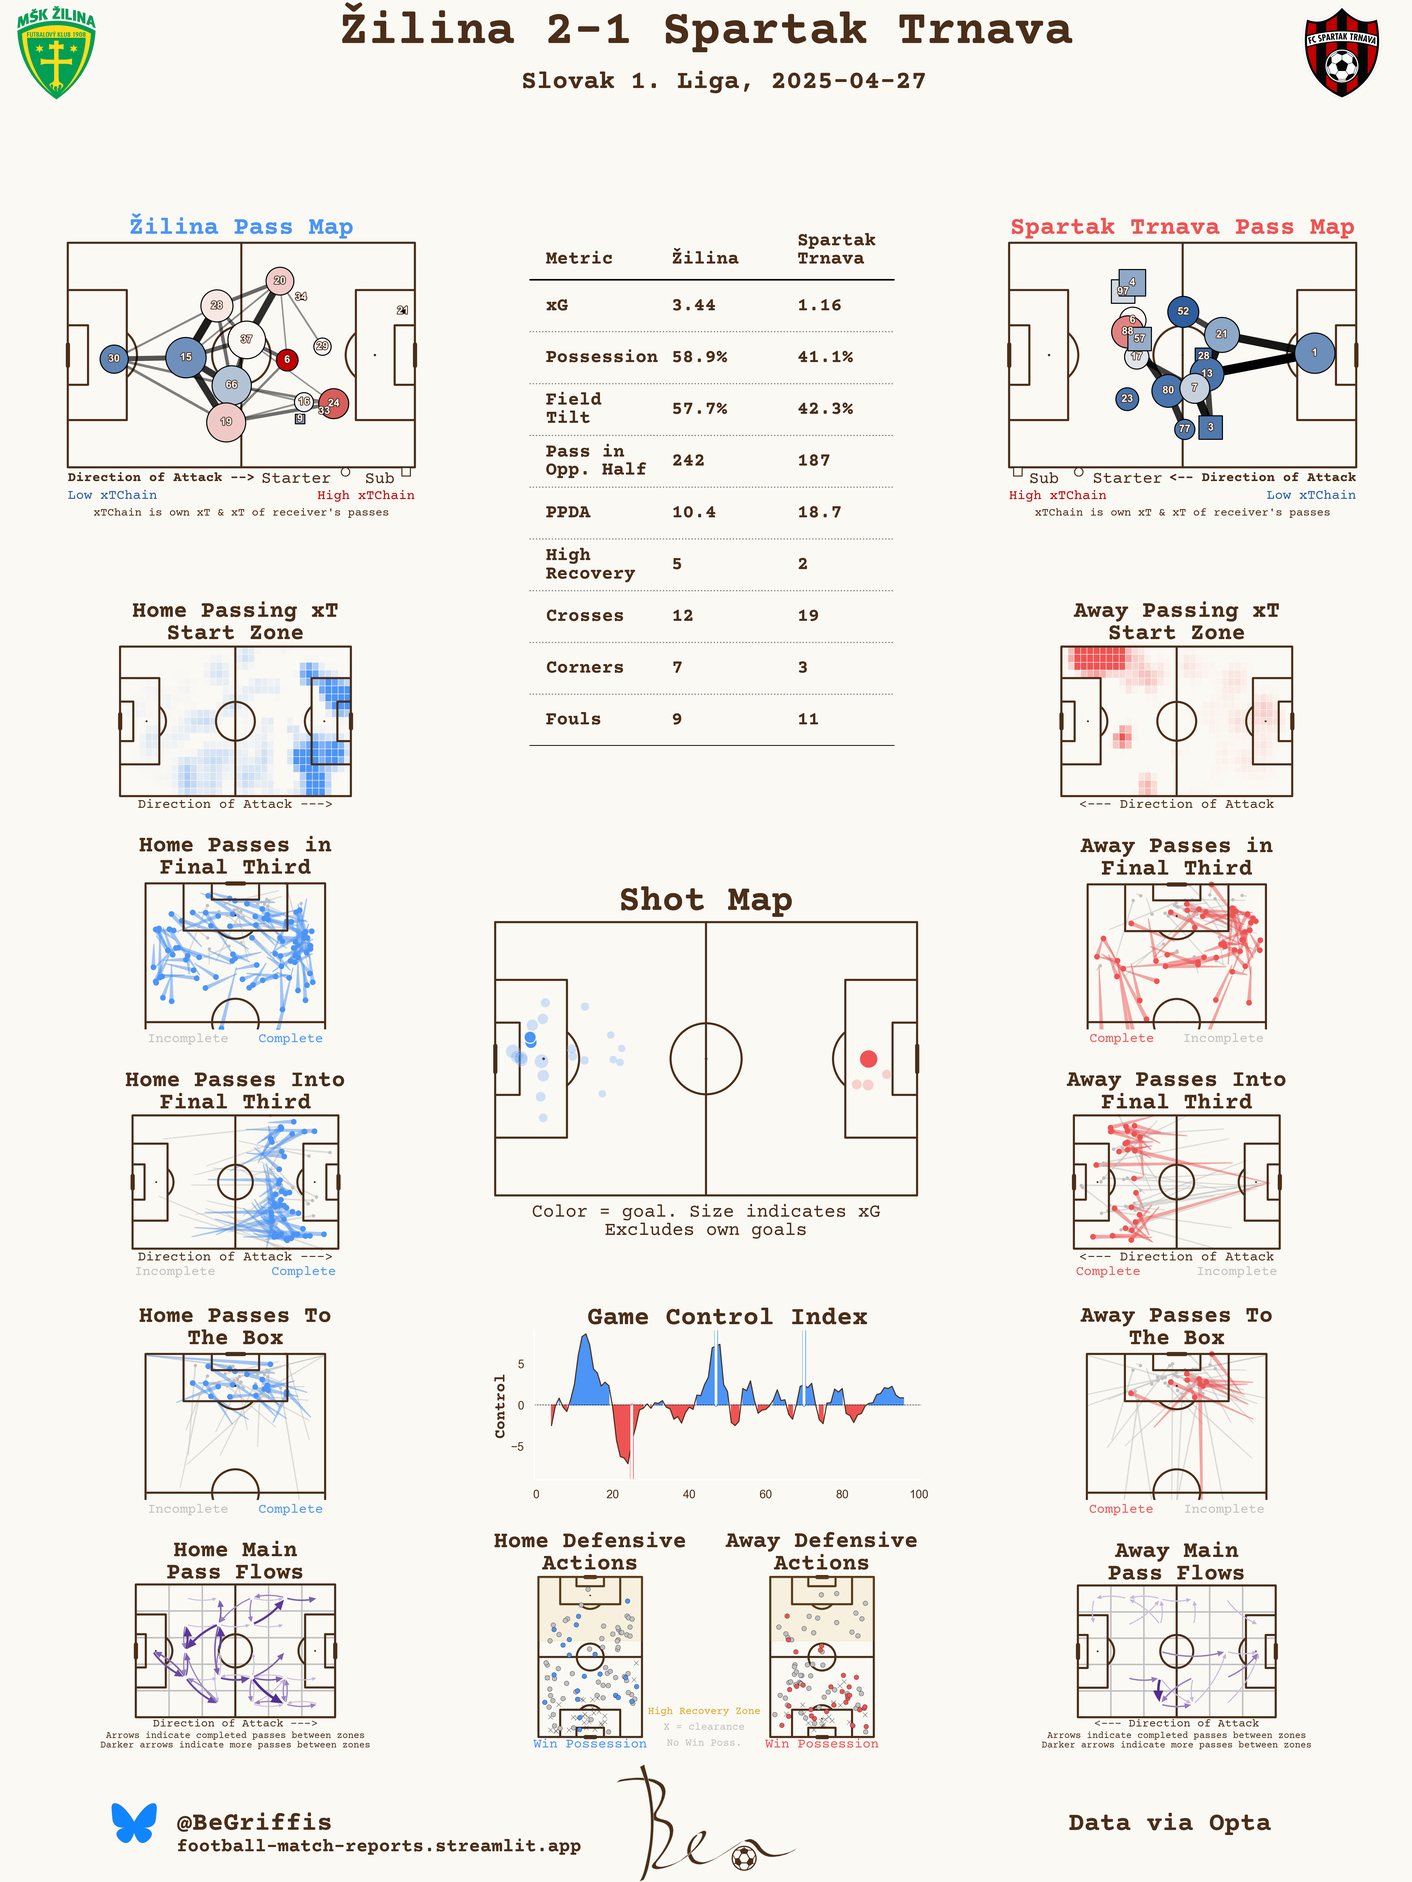 Žilina 2-1 Spartak Trnava
Slovak 1. Liga, 2025-04-27
MŠK ŽILINA
FUTBALOVÝ KLUB 1908
FC SPARTAK TRNAVA
Žilina Pass Map
20
34
21
28
37
29
30
15
6
66
16
24
33
9
19
Direction of Attack --> Starter Sub
Low xTChain High xTChain
xTChain is own xT & xT of receiver's passes
Metric Žilina Spartak Trnava
xG 3.44 1.16
Possession 58.9% 41.1%
Field Tilt 57.7% 42.3%
Pass in Opp. Half 242 187
PPDA 10.4 18.7
High Recovery 5 2
Crosses 12 19
Corners 7 3
Fouls 9 11
Spartak Trnava Pass Map
4
97
52
6
88
57
21
17
28
1
13
80
7
23
77
3
Sub Starter <-- Direction of Attack
High xTChain Low xTChain
xTChain is own xT & xT of receiver's passes
Home Passing xT
Start Zone
Direction of Attack --->
Away Passing xT
Start Zone
<--- Direction of Attack
Home Passes in
Final Third
Incomplete Complete
Away Passes in
Final Third
Complete Incomplete
Shot Map
Color = goal. Size indicates xG
Excludes own goals
Home Passes Into
Final Third
Direction of Attack --->
Incomplete Complete
Away Passes Into
Final Third
<--- Direction of Attack
Complete Incomplete
Home Passes To
The Box
Incomplete Complete
Game Control Index
Control
5
0
−5
0 20 40 60 80 100
Away Passes To
The Box
Complete Incomplete
Home Main
Pass Flows
Direction of Attack --->
Arrows indicate completed passes between zones
Darker arrows indicate more passes between zones
Home Defensive
Actions
Win Possession
Away Defensive
Actions
Win Possession
High Recovery Zone
X = clearance
No Win Poss.
Away Main
Pass Flows
<--- Direction of Attack
Arrows indicate completed passes between zones
Darker arrows indicate more passes between zones
@BeGriffis
football-match-reports.streamlit.app
Ben
Data via Opta